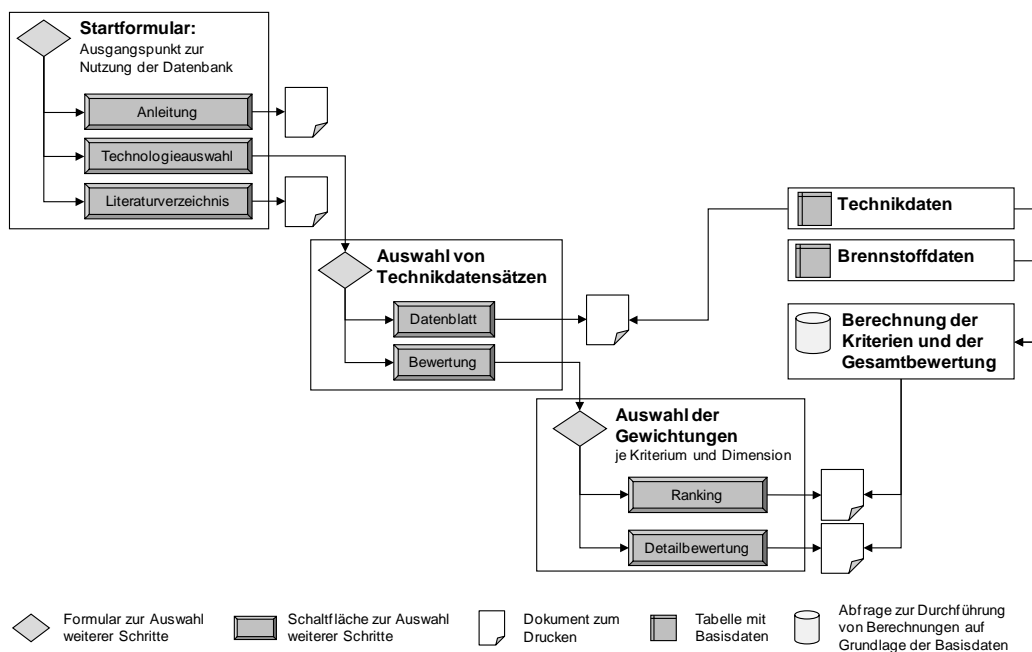 Startformular:
Ausgangspunkt zur
Nutzung der Datenbank
Anleitung
Technologieauswahl
Literaturverzeichnis
Auswahl von
Technikdatensätzen
Datenblatt
Bewertung
Technikdaten
Brennstoffdaten
Berechnung der
Kriterien und der
Gesamtbewertung
Auswahl der
Gewichtungen
je Kriterium und Dimension
Ranking
Detailbewertung
Formular zur Auswahl
weiterer Schritte
Schaltfläche zur Auswahl
weiterer Schritte
Dokument zum
Drucken
Tabelle mit
Basisdaten
Abfrage zur Durchführung
von Berechnungen auf
Grundlage der Basisdaten